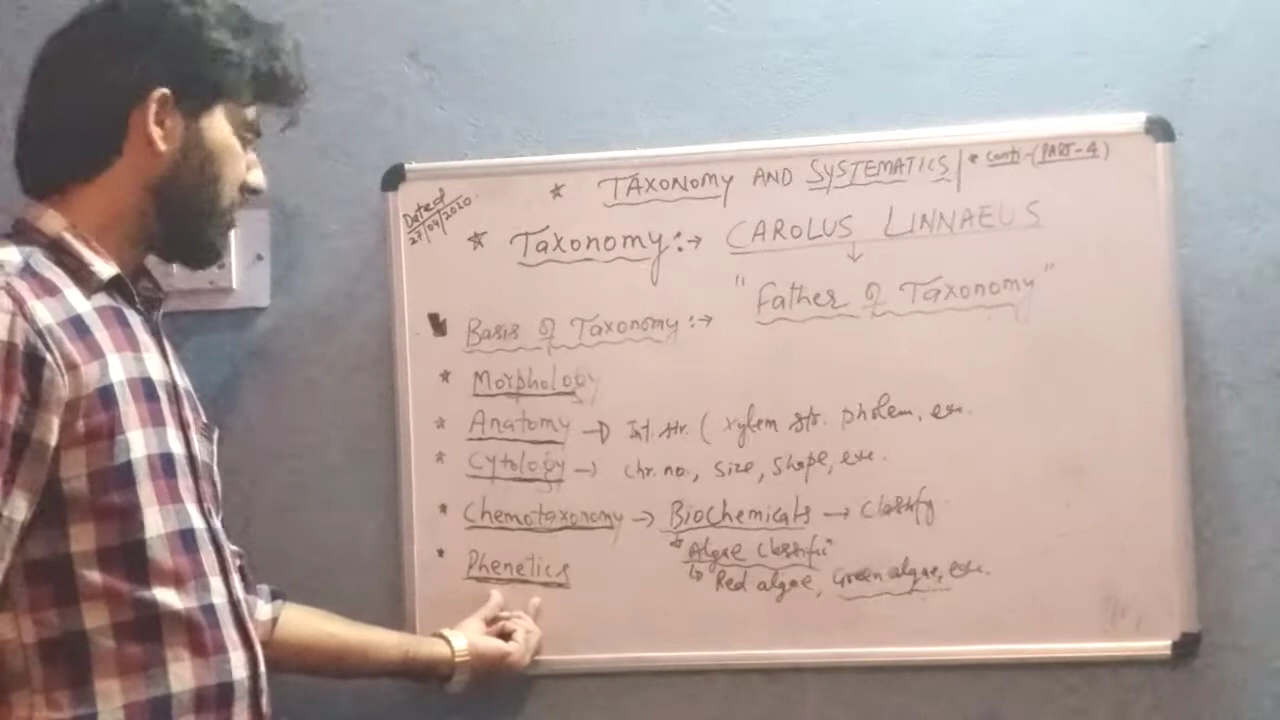 Dated
27/04/2020
* TAXONOMY AND SYSTEMATICS | * Conti-(PART-4)
* Taxonomy :→ CAROLUS LINNAEUS
↓
"Father of Taxonomy"
Basis of Taxonomy :→
* Morphology
* Anatomy → Int. str. ( xylem str. pholem, etc.
* Cytology → chr. no., size, shape, etc.
* Chemotaxonomy → Biochemicals → classify
* Algae classifi^n
↳ Red algae, Green algae, etc.
* Phenetics